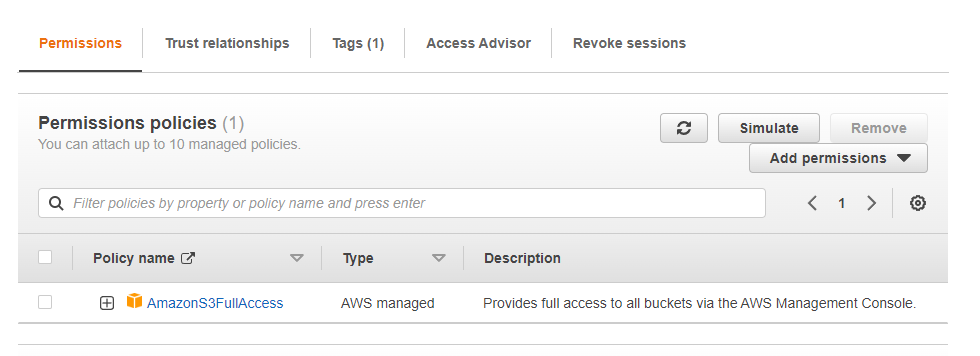 Permissions Trust relationships Tags (1) Access Advisor Revoke sessions
Permissions policies (1)
You can attach up to 10 managed policies.
Simulate Remove
Add permissions
Filter policies by property or policy name and press enter
1
Policy name Type Description
AmazonS3FullAccess AWS managed Provides full access to all buckets via the AWS Management Console.